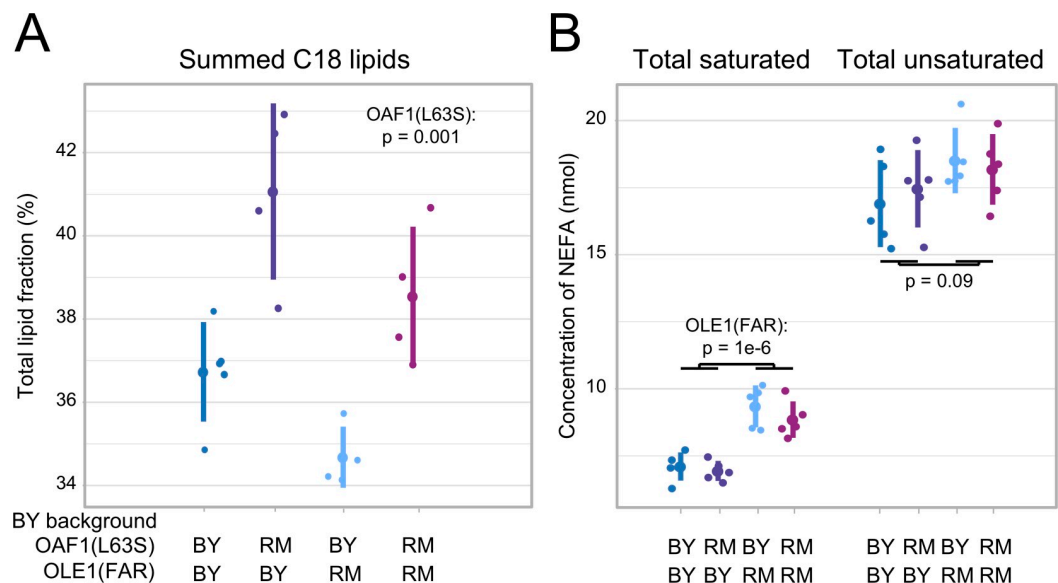 A
Summed C18 lipids
OAF1(L63S):
p = 0.001
Total lipid fraction (%)
42
40
38
36
34
BY background
OAF1(L63S) BY RM BY RM
OLE1(FAR) BY BY RM RM
B
Total saturated Total unsaturated
Concentration of NEFA (nmol)
20
15
10
p = 0.09
OLE1(FAR):
p = 1e-6
BY RM BY RM BY RM BY RM
BY BY RM RM BY BY RM RM